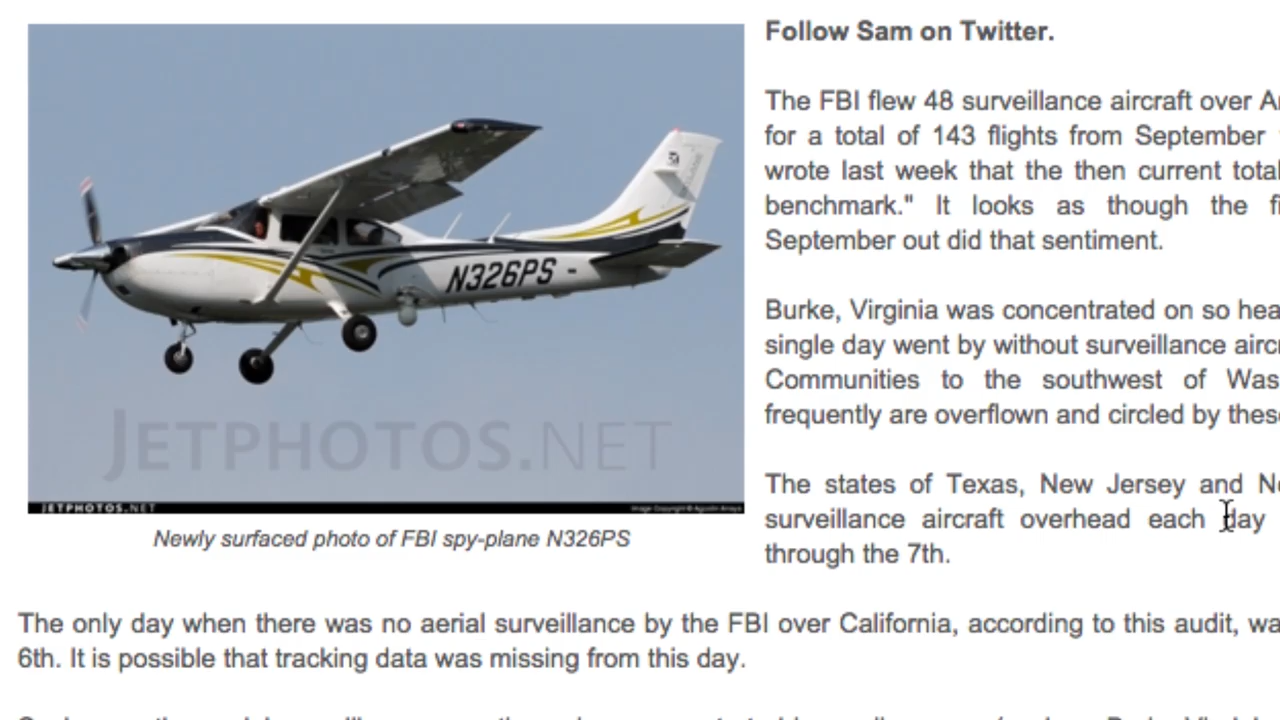 Follow Sam on Twitter.
The FBI flew 48 surveillance aircraft over
for a total of 143 flights from September
wrote last week that the then current total
benchmark." It looks as though the
September out did that sentiment.
Burke, Virginia was concentrated on so
single day went by without surveillance
Communities to the southwest of
frequently are overflown and circled by
The states of Texas, New Jersey and
surveillance aircraft overhead each day
through the 7th.
N326PS
JETPHOTOS.NET
JETPHOTOS.NET
Newly surfaced photo of FBI spy-plane N326PS
The only day when there was no aerial surveillance by the FBI over California, according to this audit,
6th. It is possible that tracking data was missing from this day.